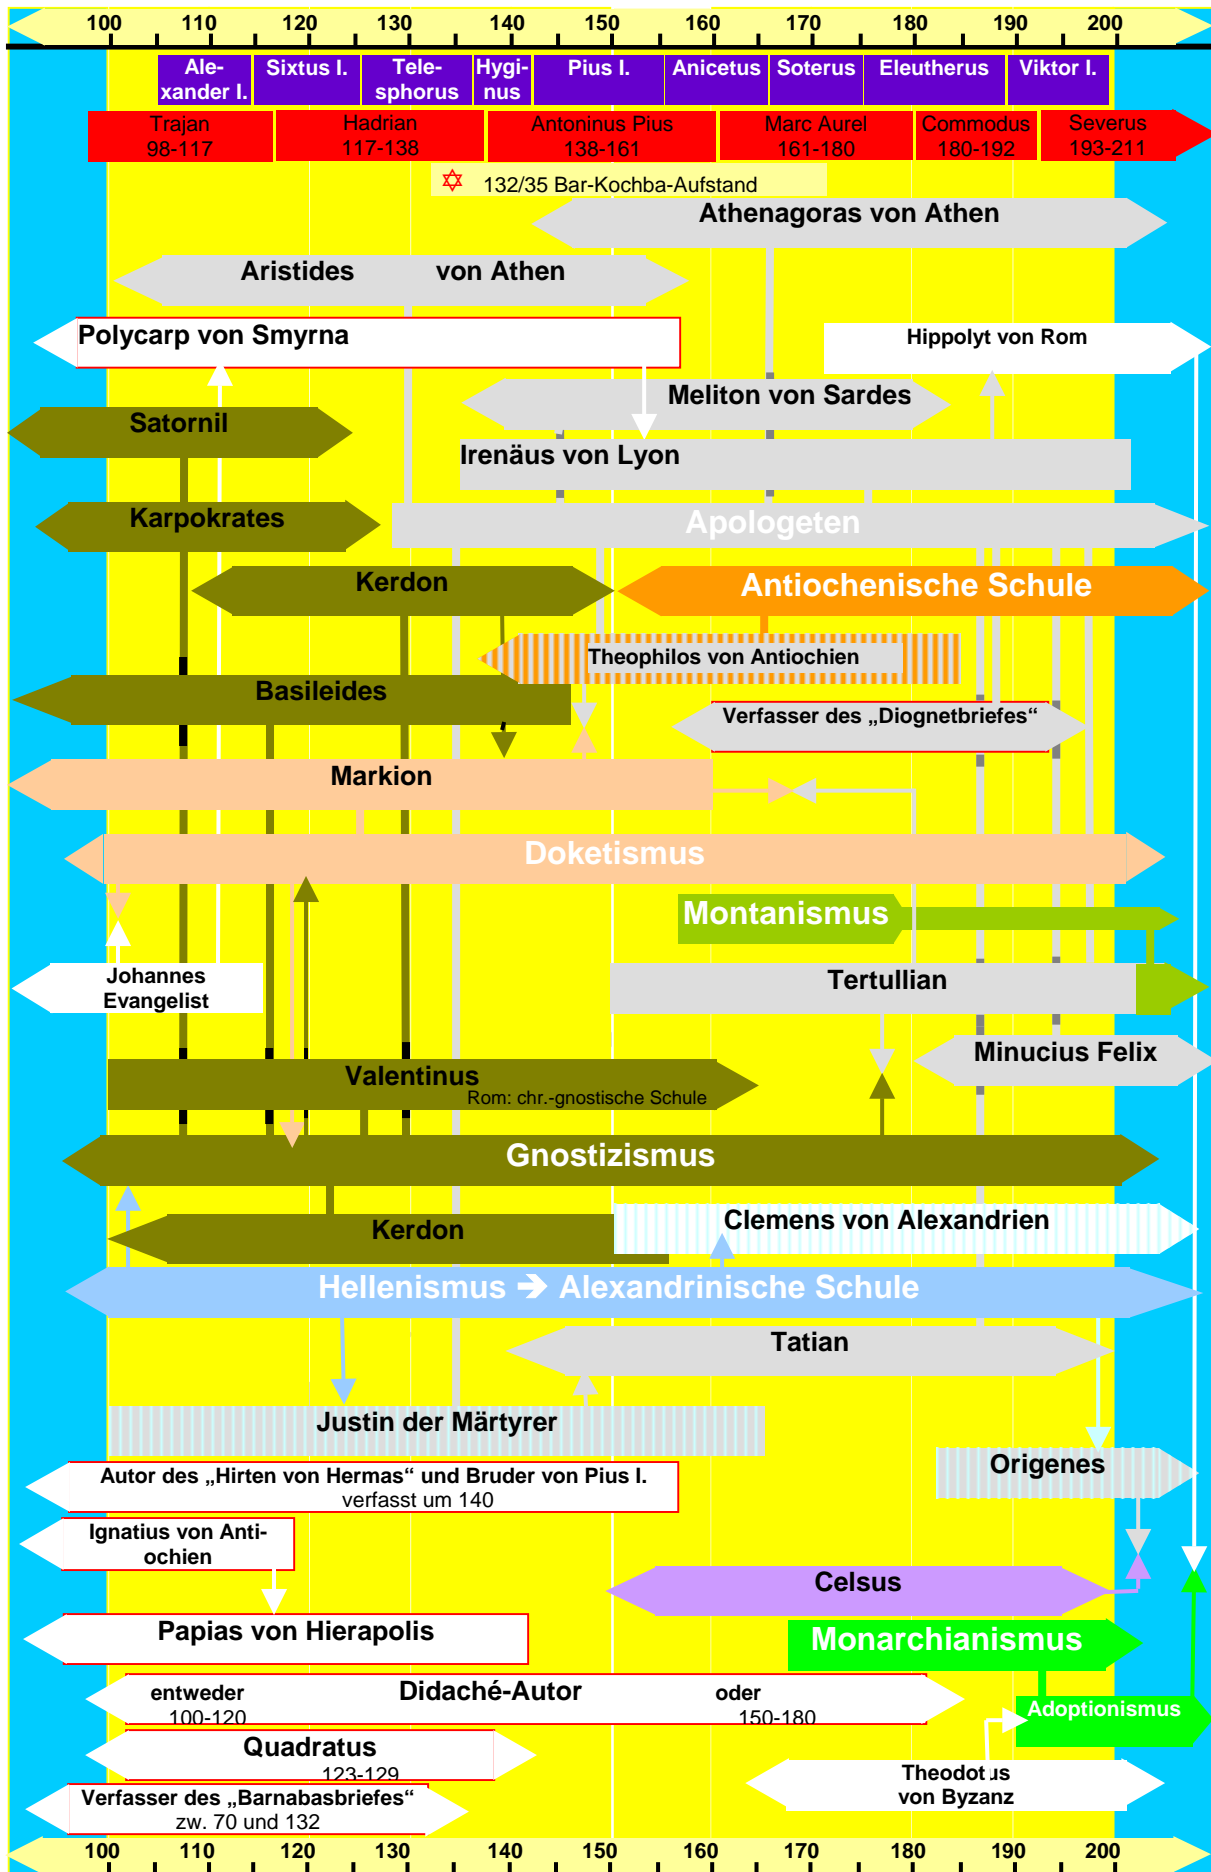 100 110 120 130 140 150 160 170 180 190 200
Ale-
xander I.
Sixtus I.
Tele-
sphorus
Hygi-
nus
Pius I.
Anicetus
Soterus
Eleutherus
Viktor I.
Trajan
98-117
Hadrian
117-138
Antoninus Pius
138-161
Marc Aurel
161-180
Commodus
180-192
Severus
193-211
132/35 Bar-Kochba-Aufstand
Athenagoras von Athen
Aristides von Athen
Polycarp von Smyrna
Hippolyt von Rom
Meliton von Sardes
Satornil
Irenäus von Lyon
Karpokrates
Apologeten
Kerdon
Antiochenische Schule
Theophilos von Antiochien
Basileides
Verfasser des „Diognetbriefes“
Markion
Doketismus
Montanismus
Johannes
Evangelist
Tertullian
Minucius Felix
Valentinus
Rom: chr.-gnostische Schule
Gnostizismus
Clemens von Alexandrien
Kerdon
Hellenismus ➔ Alexandrinische Schule
Tatian
Justin der Märtyrer
Origenes
Autor des „Hirten von Hermas“ und Bruder von Pius I.
verfasst um 140
Ignatius von Anti-
ochien
Celsus
Papias von Hierapolis
Monarchianismus
entweder Didaché-Autor oder
100-120 150-180
Adoptionismus
Quadratus
123-129
Theodotus
von Byzanz
Verfasser des „Barnabasbriefes“
zw. 70 und 132
100 110 120 130 140 150 160 170 180 190 200